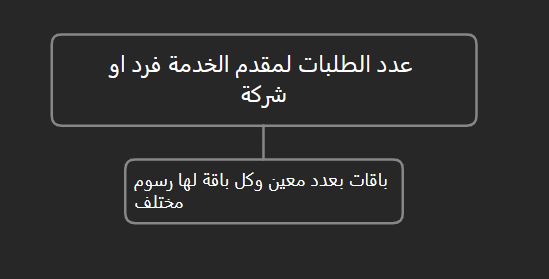 عدد الطلبات لمقدم الخدمة فرد او
شركة
باقات بعدد معين وكل باقة لها رسوم
مختلف